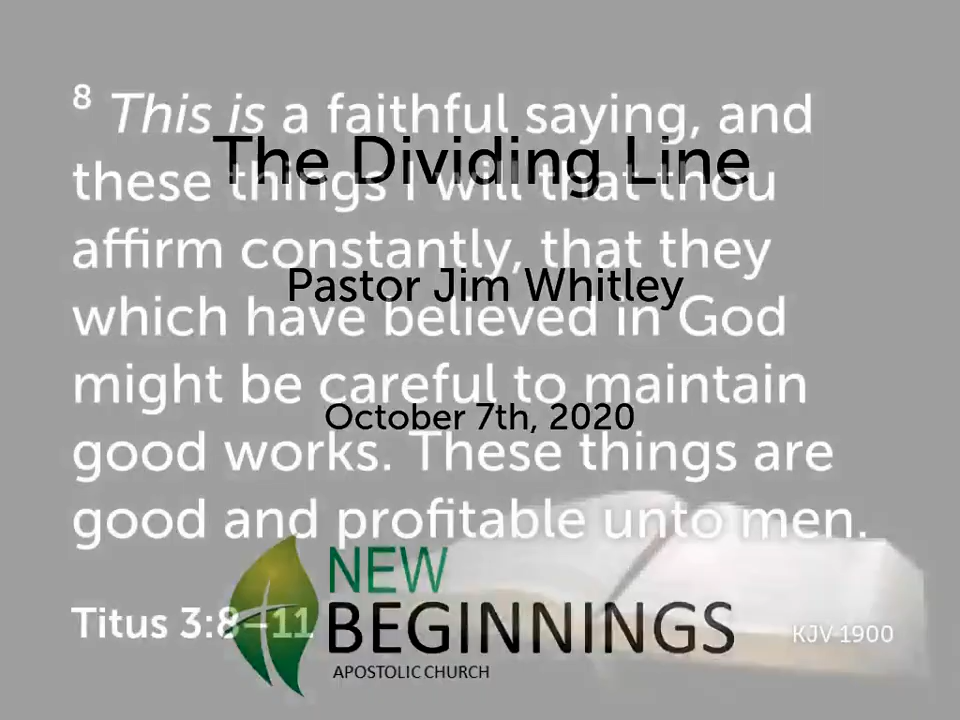 8 This is a faithful saying, and
these things I will that thou
affirm constantly, that they
which have believed in God
might be careful to maintain
good works. These things are
good and profitable unto men.
Titus 3:8–11
KJV 1900
The Dividing Line
Pastor Jim Whitley
October 7th, 2020
NEW
BEGINNINGS
APOSTOLIC CHURCH